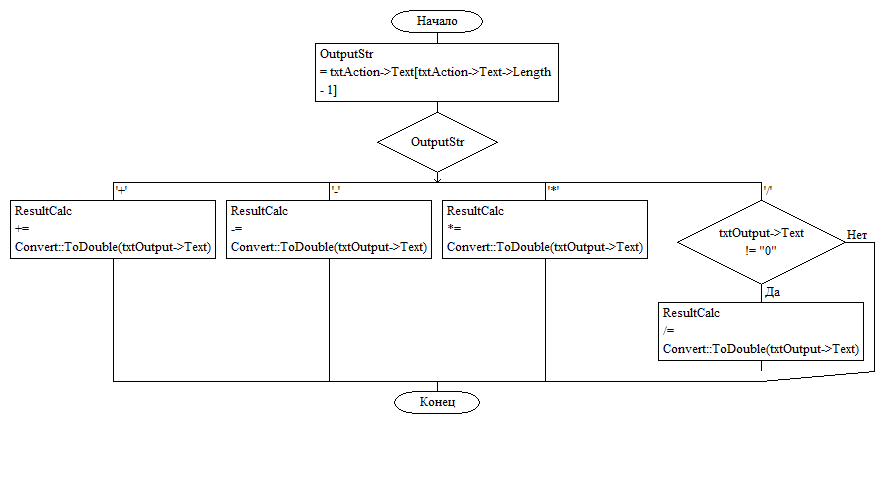 Начало
OutputStr
= txtAction->Text[txtAction->Text->Length
- 1]
OutputStr
'+'
'-'
'*'
'/'
ResultCalc
+=
Convert::ToDouble(txtOutput->Text)
ResultCalc
-=
Convert::ToDouble(txtOutput->Text)
ResultCalc
*=
Convert::ToDouble(txtOutput->Text)
txtOutput->Text
!= "0"
Нет
Да
ResultCalc
/=
Convert::ToDouble(txtOutput->Text)
Конец